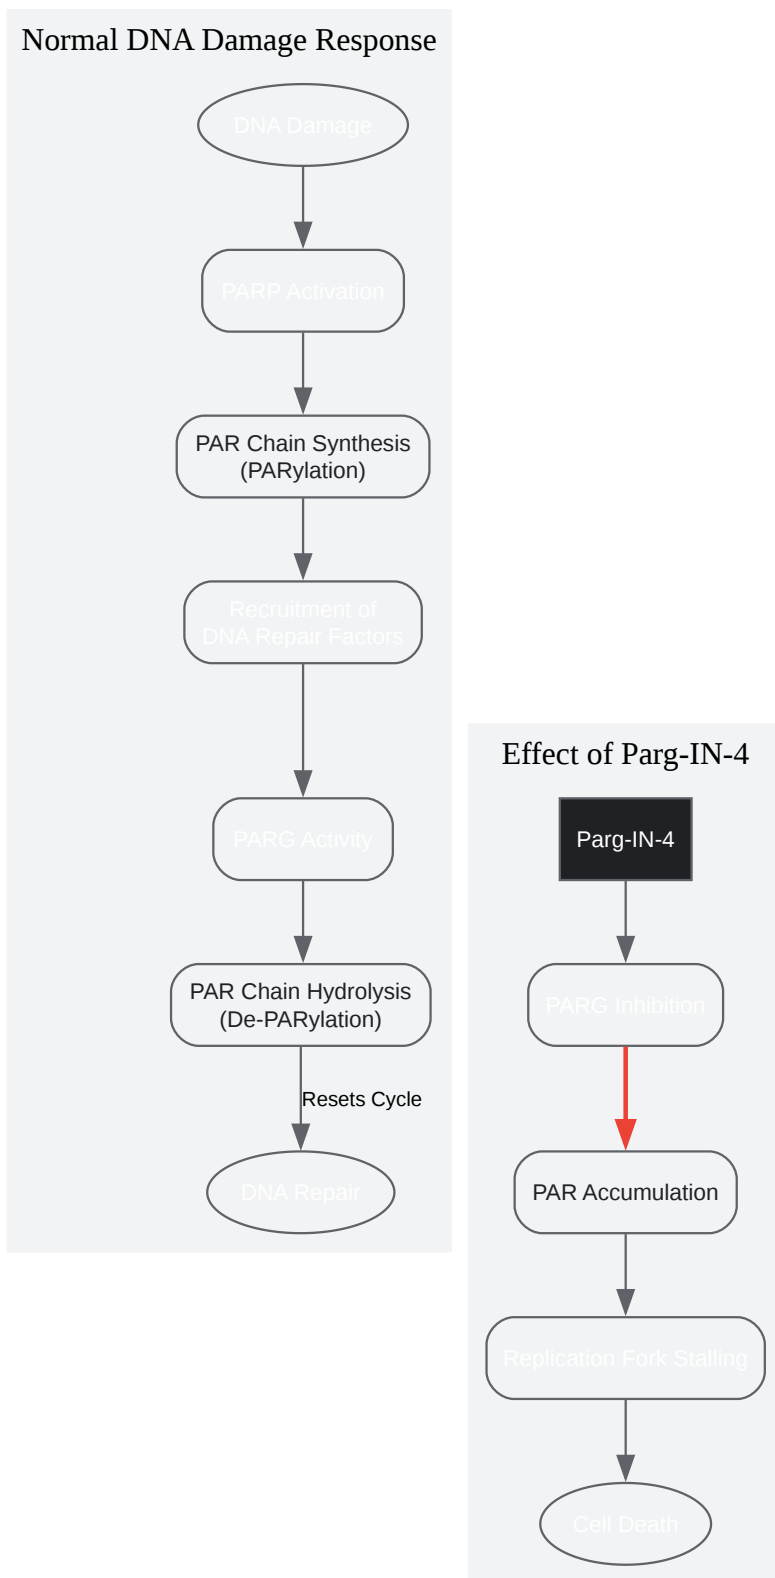 Normal DNA Damage Response
DNA Damage
PARP Activation
PAR Chain Synthesis
(PARylation)
Recruitment of
DNA Repair Factors
PARG Activity
PAR Chain Hydrolysis
(De-PARylation)
Resets Cycle
DNA Repair
Effect of Parg-IN-4
Parg-IN-4
PARG Inhibition
PAR Accumulation
Replication Fork Stalling
Cell Death